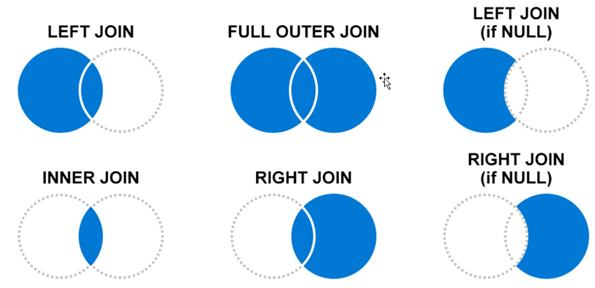 LEFT JOIN
FULL OUTER JOIN
LEFT JOIN
(if NULL)
INNER JOIN
RIGHT JOIN
RIGHT JOIN
(if NULL)